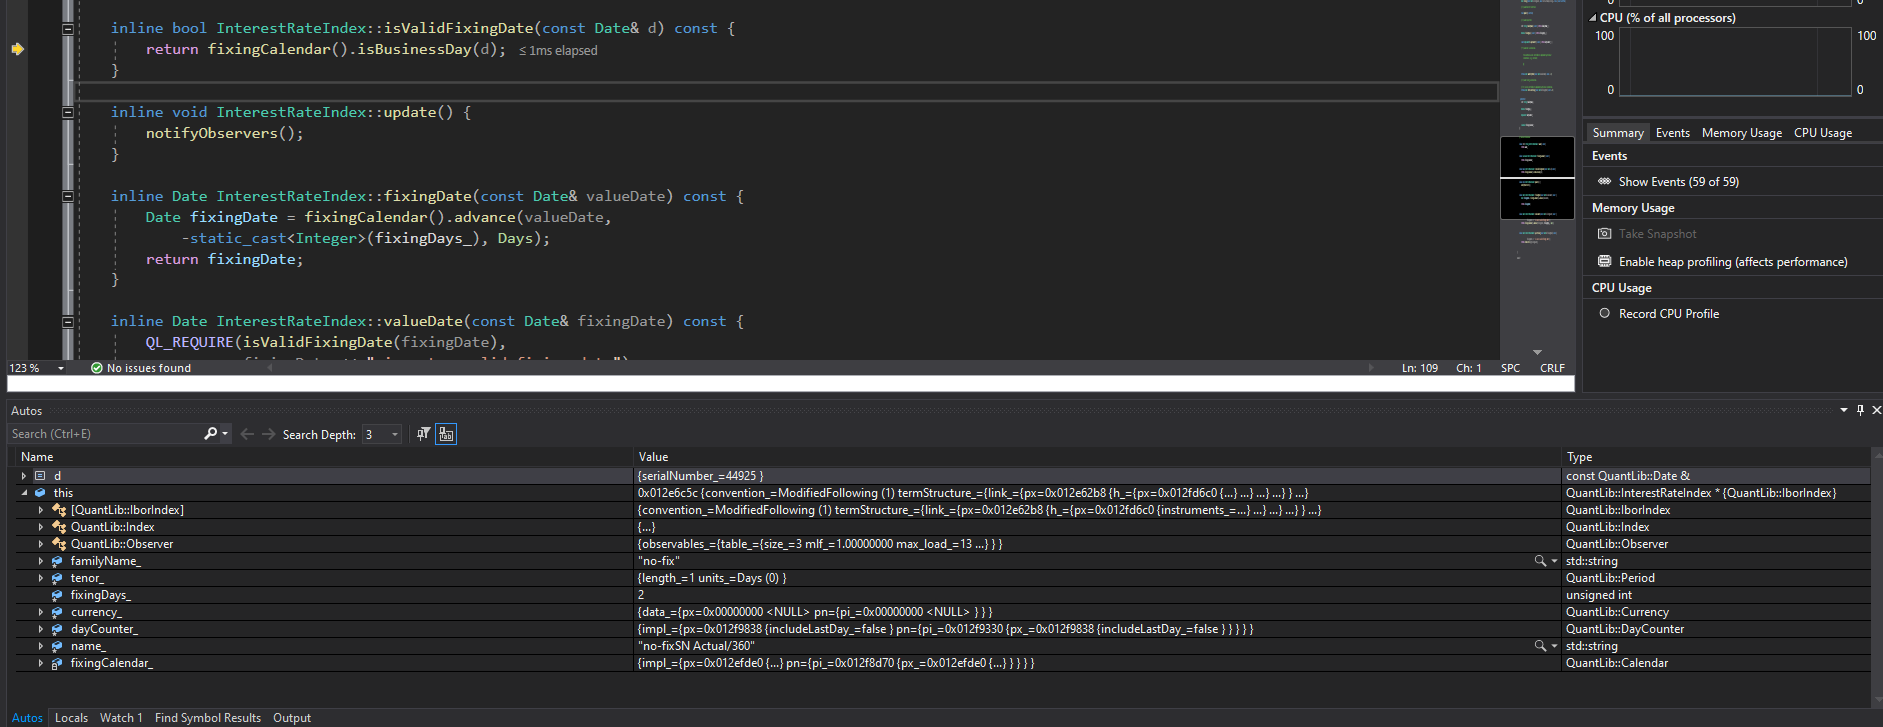 inline bool InterestRateIndex::isValidFixingDate(const Date& d) const {
return fixingCalendar().isBusinessDay(d); ≤ 1ms elapsed
}
inline void InterestRateIndex::update() {
notifyObservers();
}
inline Date InterestRateIndex::fixingDate(const Date& valueDate) const {
Date fixingDate = fixingCalendar().advance(valueDate,
-static_cast<Integer>(fixingDays_), Days);
return fixingDate;
}
inline Date InterestRateIndex::valueDate(const Date& fixingDate) const {
QL_REQUIRE(isValidFixingDate(fixingDate),
123 % No issues found Ln: 109 Ch: 1 SPC CRLF
0 0
CPU (% of all processors)
100 100
0 0
Summary Events Memory Usage CPU Usage
Events
Show Events (59 of 59)
Memory Usage
Take Snapshot
Enable heap profiling (affects performance)
CPU Usage
Record CPU Profile
Autos
Search (Ctrl+E) Search Depth: 3
Name Value Type
d {serialNumber_=44925 } const QuantLib::Date &
this 0x012e6c5c {convention_=ModifiedFollowing (1) termStructure_={link_={px=0x012e62b8 {h_={px=0x012fd6c0 {...} ...} ...} ...} } ...} QuantLib::InterestRateIndex * {QuantLib::IborIndex}
[QuantLib::IborIndex] {convention_=ModifiedFollowing (1) termStructure_={link_={px=0x012e62b8 {h_={px=0x012fd6c0 {instruments_=...} ...} ...} ...} } ...} QuantLib::IborIndex
QuantLib::Index {...} QuantLib::Index
QuantLib::Observer {observables_={table_={size_=3 mlf_=1.00000000 max_load_=13 ...} } } QuantLib::Observer
familyName_ "no-fix" std::string
tenor_ {length_=1 units_=Days (0) } QuantLib::Period
fixingDays_ 2 unsigned int
currency_ {data_={px=0x00000000 <NULL> pn={pi_=0x00000000 <NULL> } } } QuantLib::Currency
dayCounter_ {impl_={px=0x012f9838 {includeLastDay_=false } pn={pi_=0x012f9330 {px_=0x012f9838 {includeLastDay_=false } } } } } QuantLib::DayCounter
name_ "no-fixSN Actual/360" std::string
fixingCalendar_ {impl_={px=0x012efde0 {...} pn={pi_=0x012f8d70 {px_=0x012efde0 {...} } } } } QuantLib::Calendar
Autos Locals Watch 1 Find Symbol Results Output